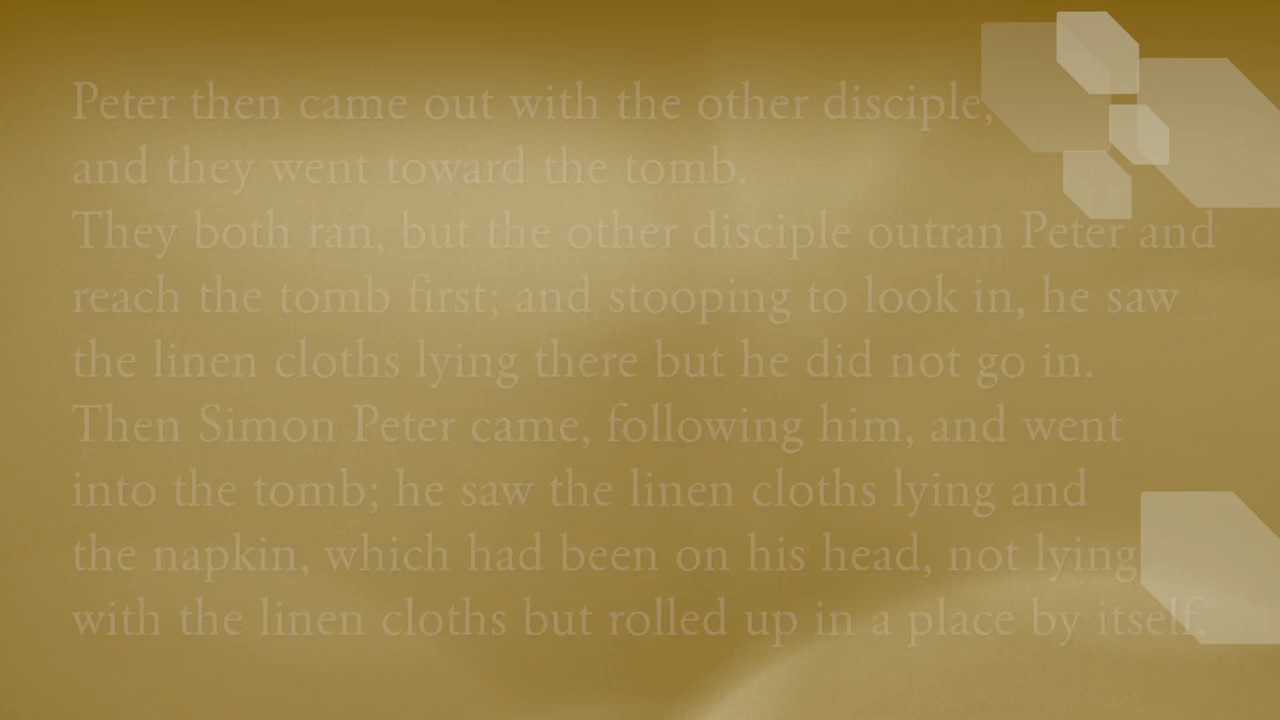 Peter then came out with the other disciple,
and they went toward the tomb.
They both ran, but the other disciple outran Peter and
reach the tomb first; and stooping to look in, he saw
the linen cloths lying there but he did not go in.
Then Simon Peter came, following him, and went
into the tomb; he saw the linen cloths lying and
the napkin, which had been on his head, not lying
with the linen cloths but rolled up in a place by itself.